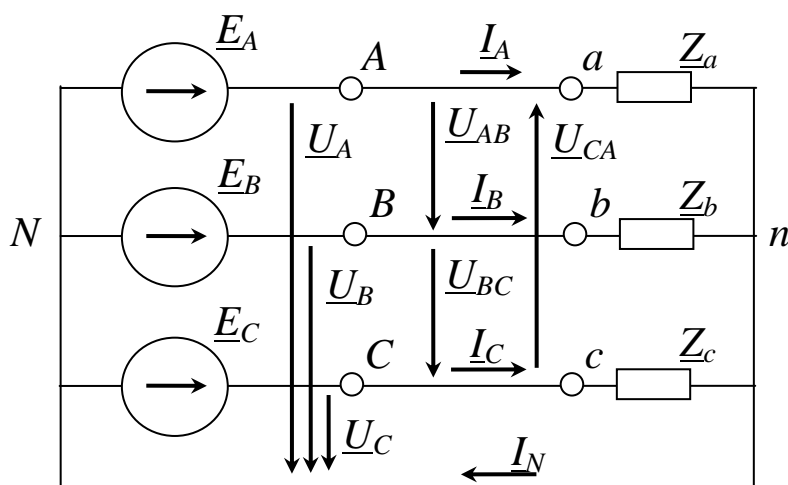 E_A A I_A a Z_a
U_A U_AB U_CA
E_B B I_B b Z_b
N n
U_B U_BC
E_C C I_C c Z_c
U_C I_N